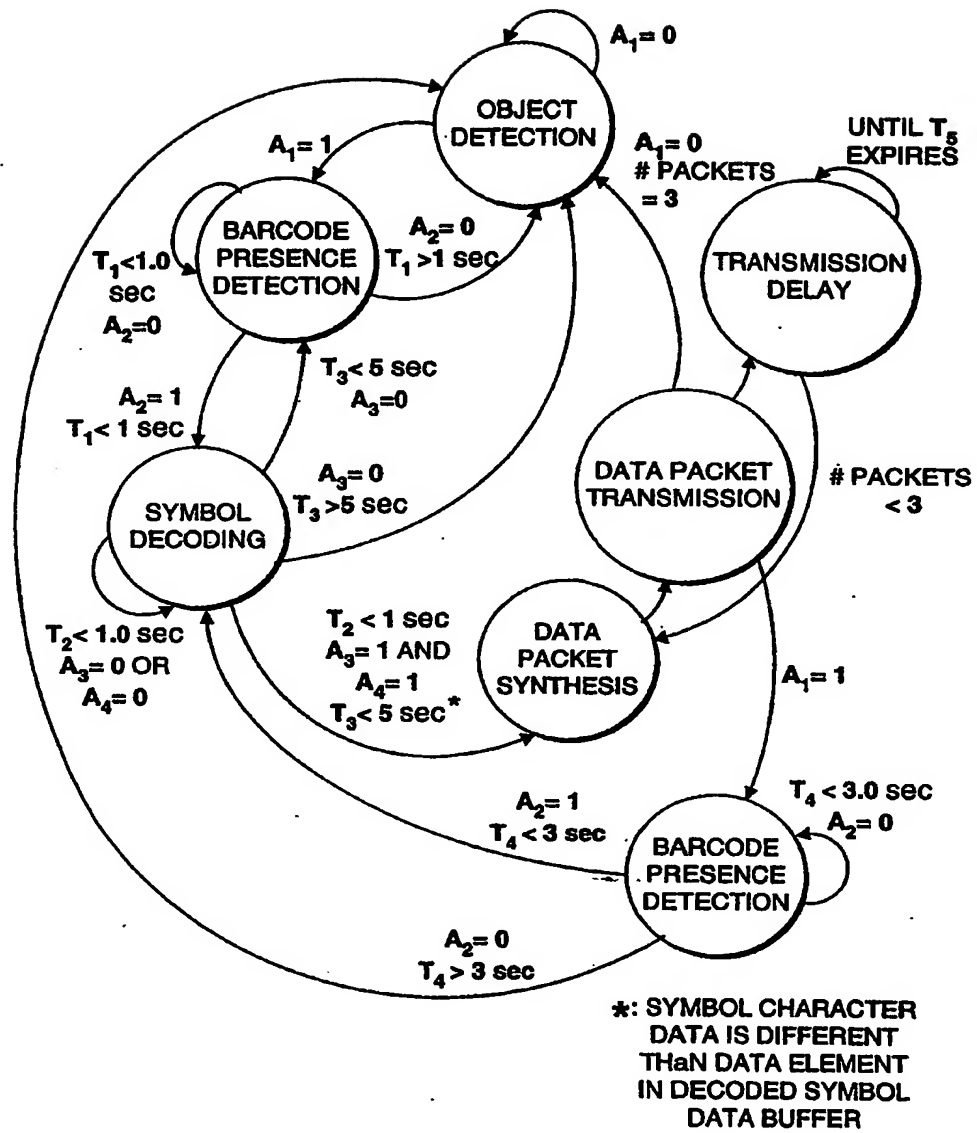 A₁= 0
OBJECT
DETECTION
UNTIL T₅
EXPIRES
A₁= 1
A₁= 0
# PACKETS
= 3
BARCODE
PRESENCE
DETECTION
A₂= 0
T₁ >1 sec
TRANSMISSION
DELAY
T₁<1.0
sec
A₂=0
T₃< 5 sec
A₃=0
A₂= 1
T₁< 1 sec
A₃= 0
T₃ >5 sec
DATA PACKET
TRANSMISSION
# PACKETS
< 3
SYMBOL
DECODING
T₂< 1.0 sec
A₃= 0 OR
A₄= 0
T₂ < 1 sec
A₃= 1 AND
A₄= 1
T₃< 5 sec*
DATA
PACKET
SYNTHESIS
A₁= 1
A₂= 1
T₄< 3 sec
T₄ < 3.0 sec
A₂= 0
BARCODE
PRESENCE
DETECTION
A₂= 0
T₄ > 3 sec
*: SYMBOL CHARACTER
DATA IS DIFFERENT
THaN DATA ELEMENT
IN DECODED SYMBOL
DATA BUFFER